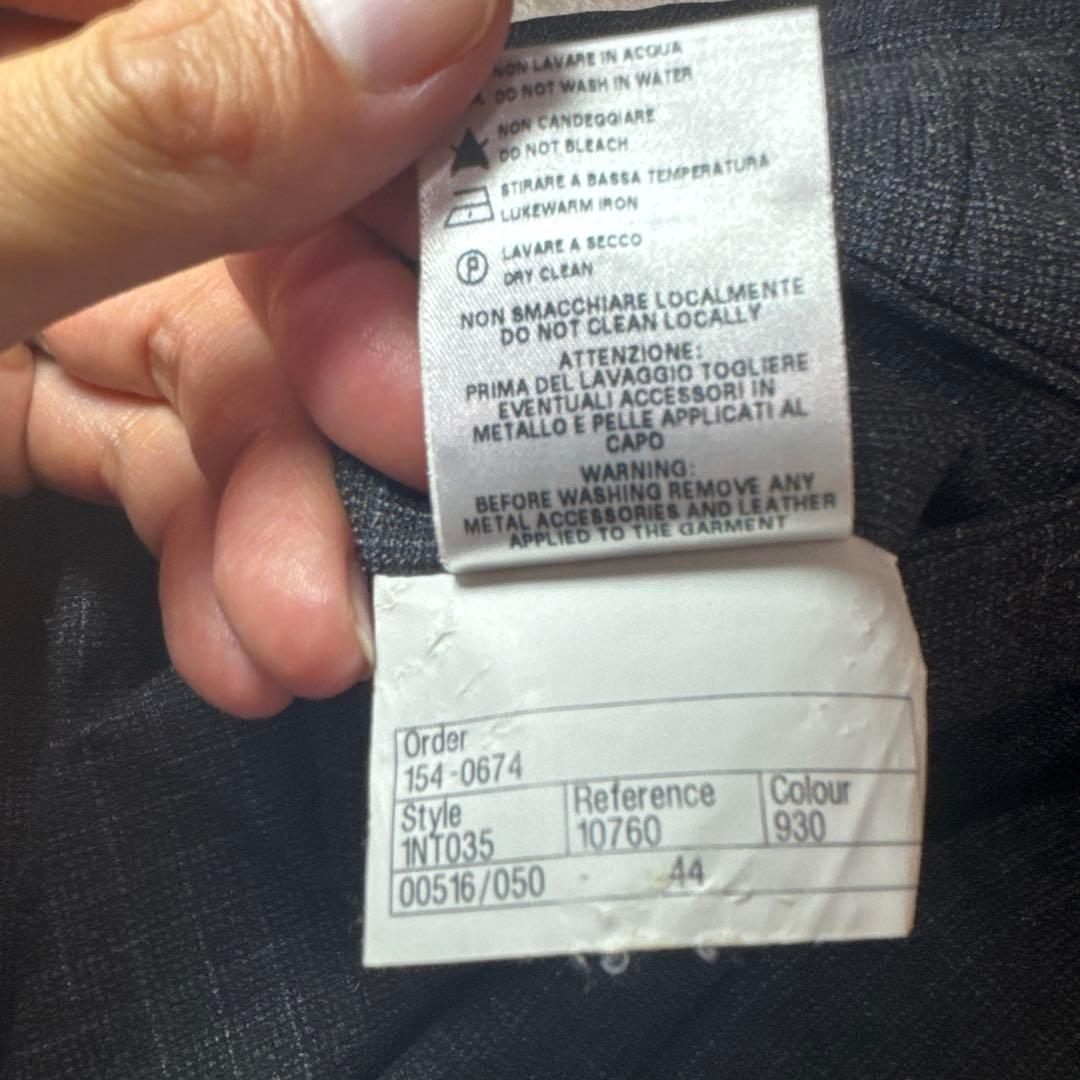 NON LAVARE IN ACQUA
DO NOT WASH IN WATER
NON CANDEGGIARE
DO NOT BLEACH
STIRARE A BASSA TEMPERATURA
LUKEWARM IRON
P
LAVARE A SECCO
DRY CLEAN
NON SMACCHIARE LOCALMENTE
DO NOT CLEAN LOCALLY
ATTENZIONE:
PRIMA DEL LAVAGGIO TOGLIERE
EVENTUALI ACCESSORI IN
METALLO E PELLE APPLICATI AL
CAPO
WARNING:
BEFORE WASHING REMOVE ANY
METAL ACCESSORIES AND LEATHER
APPLIED TO THE GARMENT
Order
154-0674
Style Reference Colour
1NT035 10760 930
00516/050 44